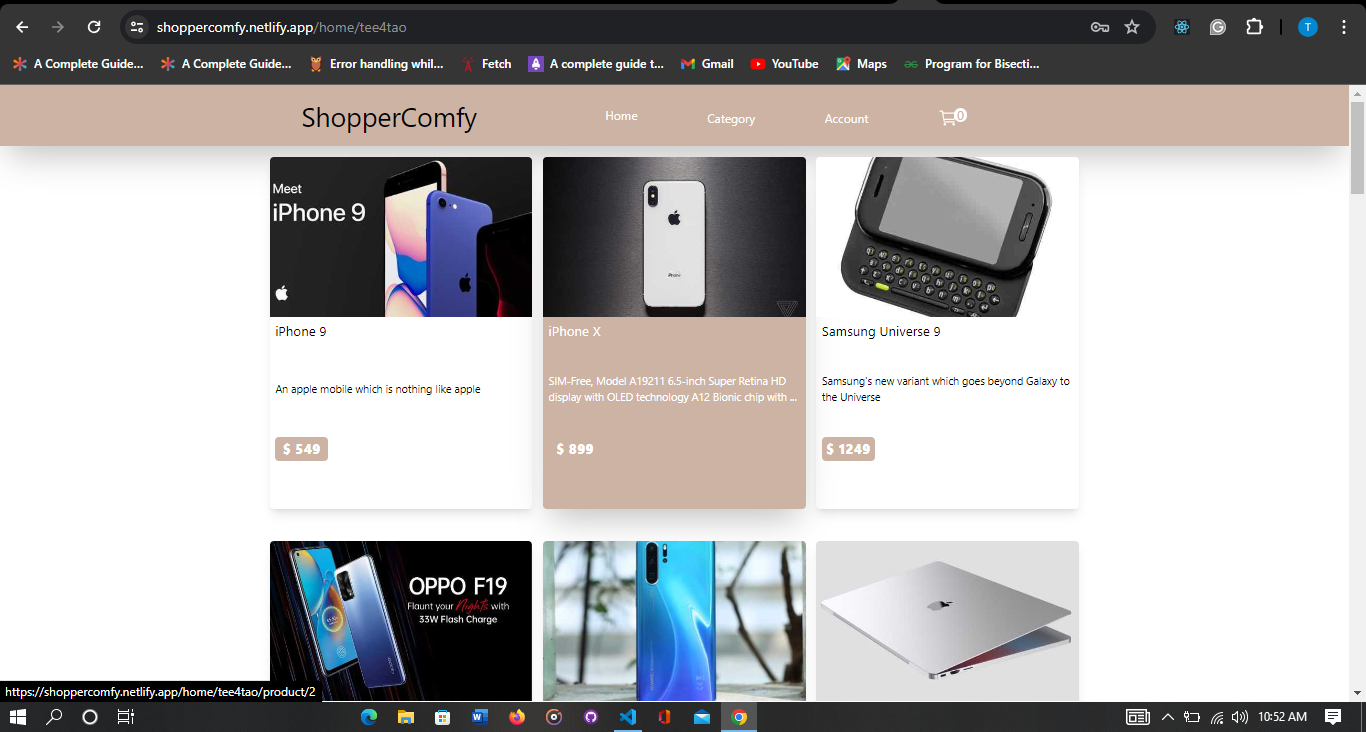 shoppercomfy.netlify.app/home/tee4tao
T
A Complete Guide...
A Complete Guide...
Error handling whil...
Fetch
A complete guide t...
Gmail
YouTube
Maps
Program for Bisecti...
ShopperComfy
Home
Category
Account
0
Meet
iPhone 9
iPhone
iPhone 9
An apple mobile which is nothing like apple
$ 549
iPhone X
SIM-Free, Model A19211 6.5-inch Super Retina HD
display with OLED technology A12 Bionic chip with ...
$ 899
Samsung Universe 9
Samsung's new variant which goes beyond Galaxy to
the Universe
$ 1249
OPPO F19
Flaunt your Nights with
33W Flash Charge
https://shoppercomfy.netlify.app/home/tee4tao/product/2
10:52 AM